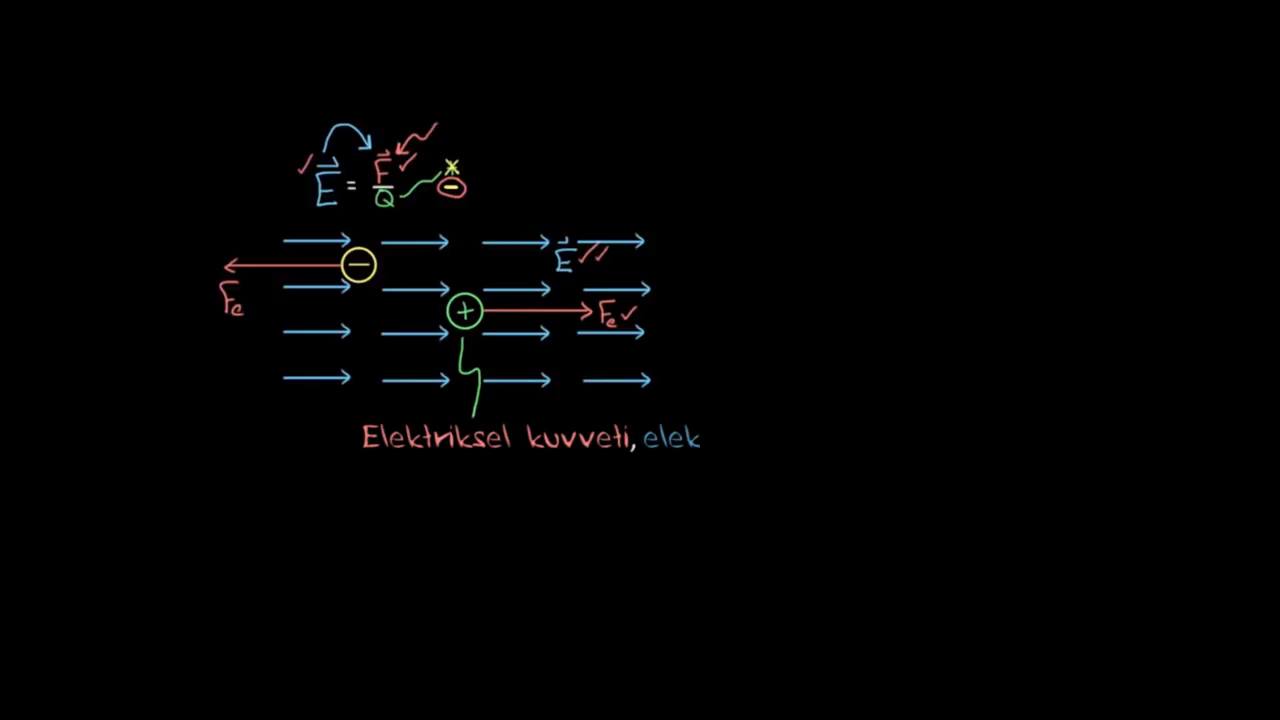 E = F/Q −
−
E
Fe
+ Fe
Elektriksel kuvveti, elek